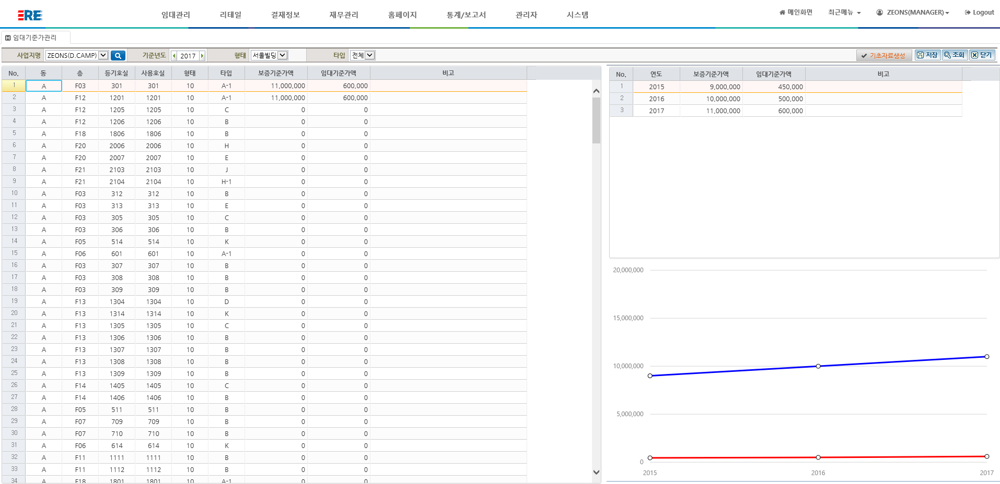 ERE
임대관리 리테일 결재정보 재무관리 홈페이지 통계/보고서 관리자 시스템
메인화면 최근메뉴 ZEONS(MANAGER) Logout
임대기준가관리
사업지명 ZEONS(D.CAMP) 기준년도 2017 형태 서울빌딩 타입 전체 기초자료생성 저장 조회 닫기
No. 동 층 등기호실 사용호실 형태 타입 보증기준가액 임대기준가액 비고
1 A F03 301 301 10 A-1 11,000,000 600,000
2 A F12 1201 1201 10 A-1 11,000,000 600,000
3 A F12 1205 1205 10 C 0 0
4 A F12 1206 1206 10 B 0 0
5 A F18 1806 1806 10 B 0 0
6 A F20 2006 2006 10 H 0 0
7 A F20 2007 2007 10 E 0 0
8 A F21 2103 2103 10 J 0 0
9 A F21 2104 2104 10 H-1 0 0
10 A F03 312 312 10 B 0 0
11 A F03 313 313 10 E 0 0
12 A F03 305 305 10 C 0 0
13 A F03 306 306 10 B 0 0
14 A F05 514 514 10 K 0 0
15 A F06 601 601 10 A-1 0 0
16 A F03 307 307 10 B 0 0
17 A F03 308 308 10 B 0 0
18 A F03 309 309 10 B 0 0
19 A F13 1304 1304 10 D 0 0
20 A F13 1314 1314 10 K 0 0
21 A F13 1305 1305 10 C 0 0
22 A F13 1306 1306 10 B 0 0
23 A F13 1307 1307 10 B 0 0
24 A F13 1308 1308 10 B 0 0
25 A F13 1309 1309 10 B 0 0
26 A F14 1405 1405 10 C 0 0
27 A F14 1406 1406 10 B 0 0
28 A F05 511 511 10 B 0 0
29 A F07 709 709 10 B 0 0
30 A F07 710 710 10 B 0 0
31 A F06 614 614 10 K 0 0
32 A F11 1111 1111 10 B 0 0
33 A F11 1112 1112 10 B 0 0
34 A F18 1801 1801 10 A-1 0 0
No. 연도 보증기준가액 임대기준가액 비고
1 2015 9,000,000 450,000
2 2016 10,000,000 500,000
3 2017 11,000,000 600,000
20,000,000
15,000,000
10,000,000
5,000,000
0
2015 2016 2017